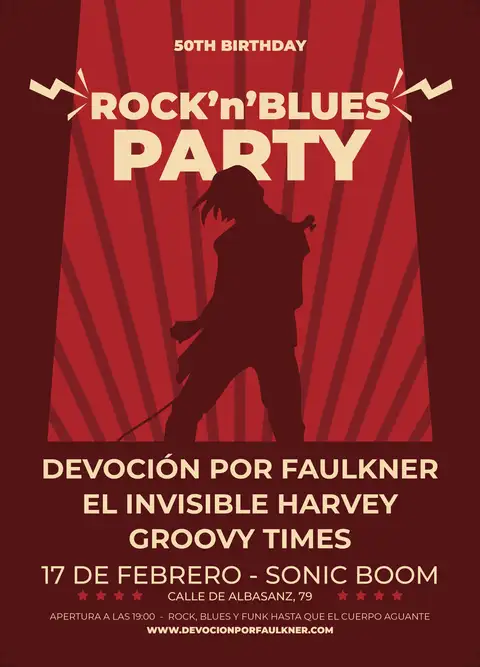 50TH BIRTHDAY
ROCK’n’BLUES
PARTY
DEVOCIÓN POR FAULKNER
EL INVISIBLE HARVEY
GROOVY TIMES
17 DE FEBRERO - SONIC BOOM
CALLE DE ALBASANZ, 79
APERTURA A LAS 19:00 - ROCK, BLUES Y FUNK HASTA QUE EL CUERPO AGUANTE
WWW.DEVOCIONPORFAULKNER.COM